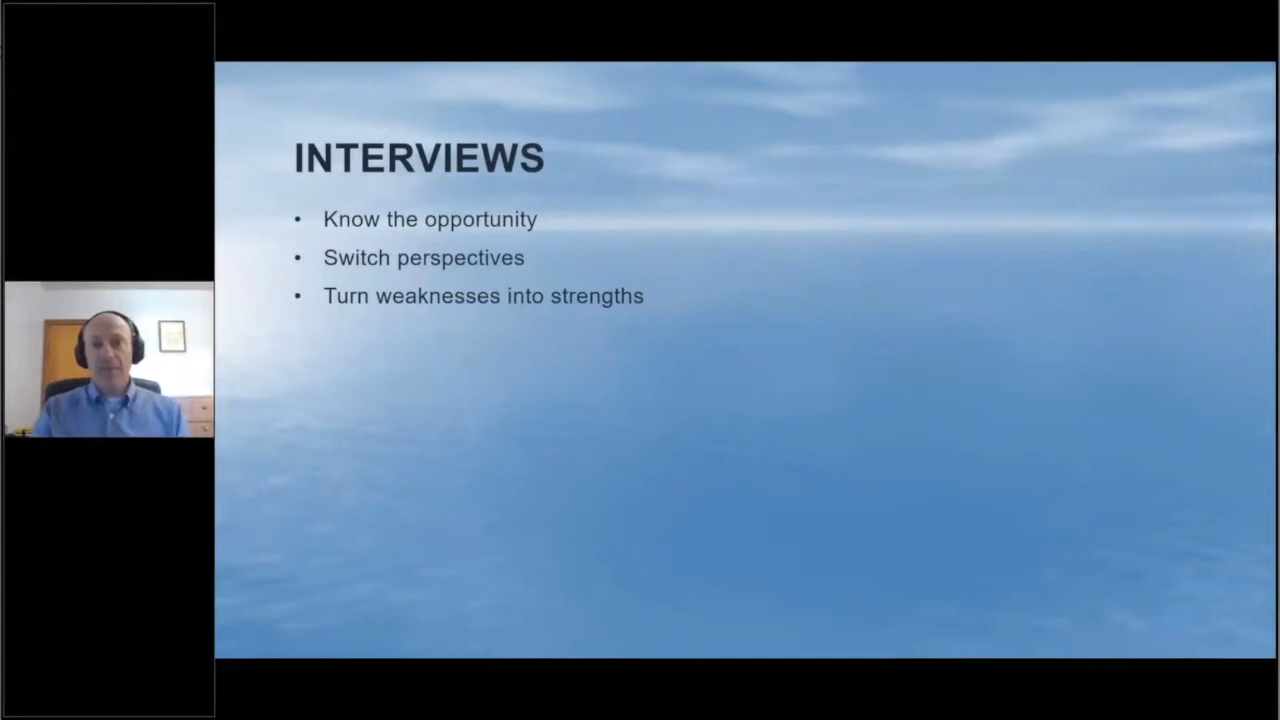 INTERVIEWS
• Know the opportunity
• Switch perspectives
• Turn weaknesses into strengths